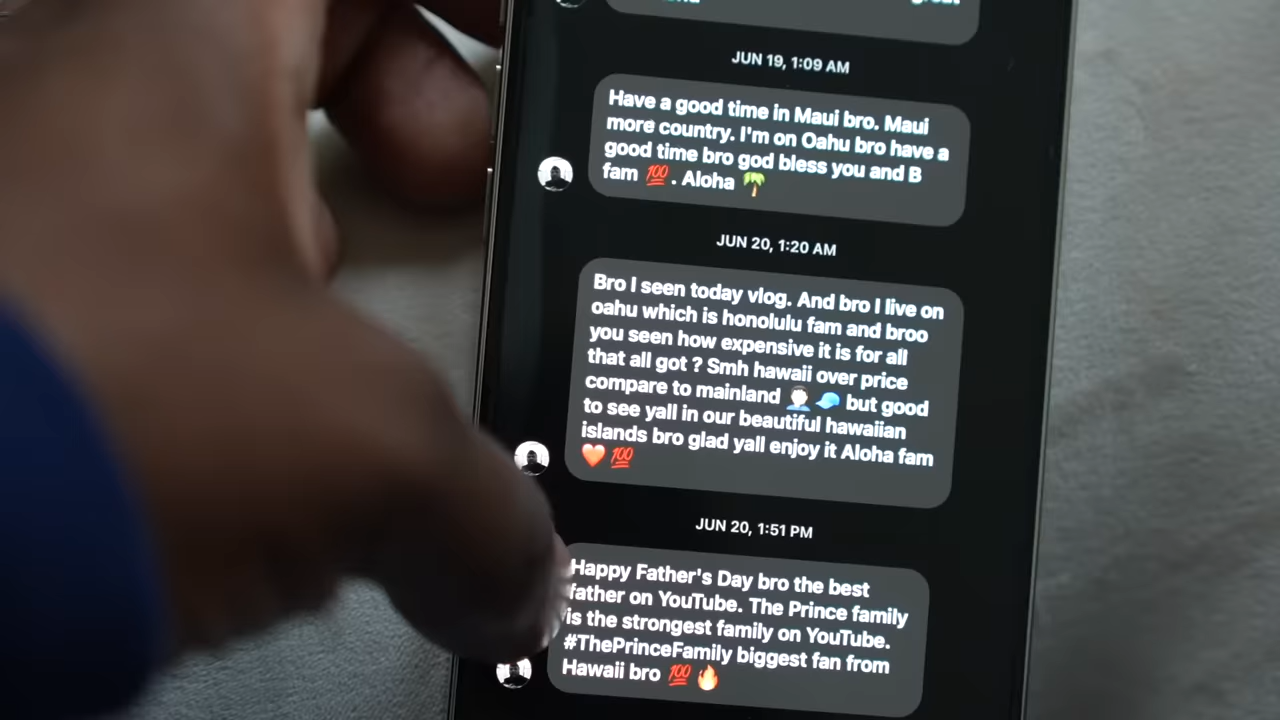 great
JUN 19, 1:09 AM
Have a good time in Maui bro. Maui
more country. I'm on Oahu bro have a
good time bro god bless you and B
fam 💯. Aloha 🌴
JUN 20, 1:20 AM
Bro I seen today vlog. And bro I live on
oahu which is honolulu fam and broo
you seen how expensive it is for all
that all got ? Smh hawaii over price
compare to mainland 🤦🏻‍♂️🧢 but good
to see yall in our beautiful hawaiian
islands bro glad yall enjoy it Aloha fam
❤️💯
JUN 20, 1:51 PM
Happy Father's Day bro the best
father on YouTube. The Prince family
is the strongest family on YouTube.
#ThePrinceFamily biggest fan from
Hawaii bro 💯🔥